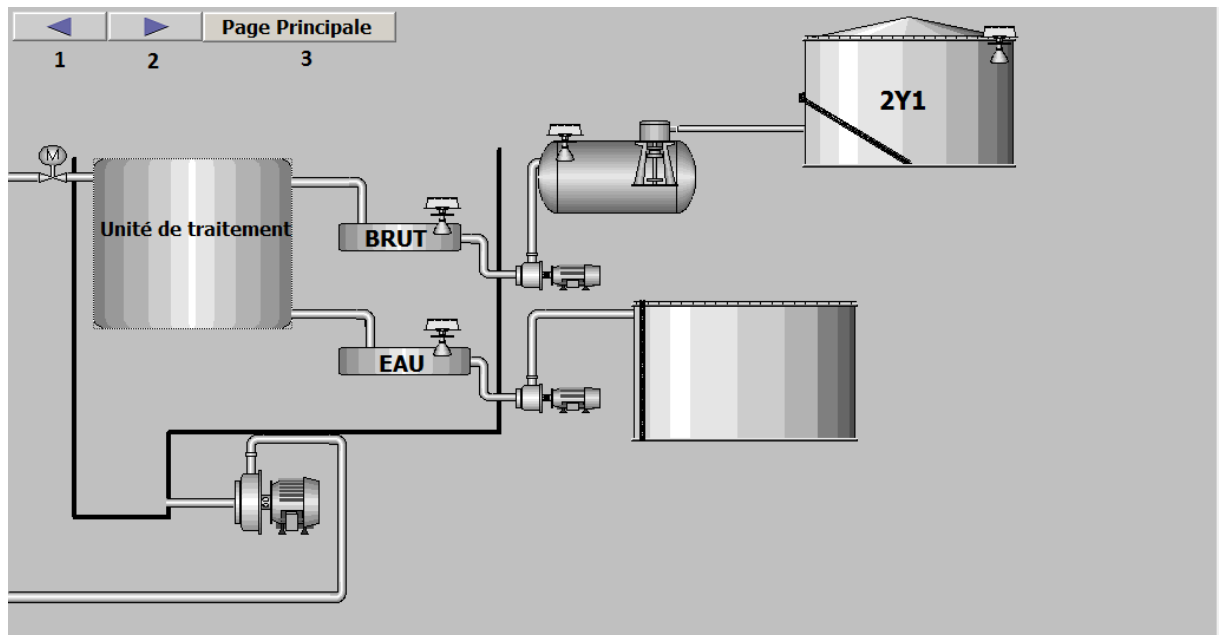 Page Principale
1 2 3
2Y1
M
Unité de traitement
BRUT
EAU